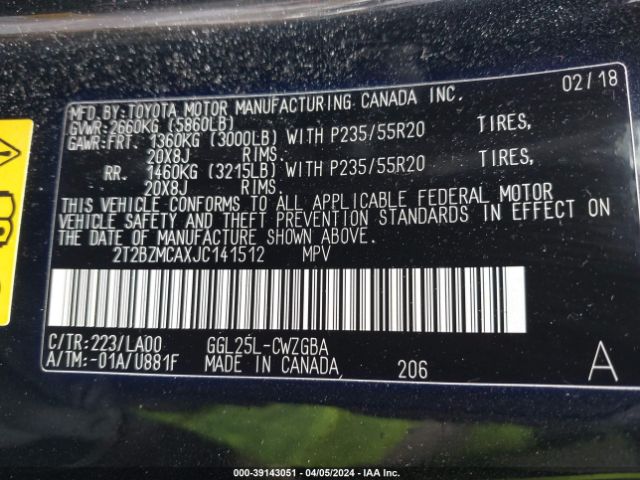 02/18
MFD.BY:TOYOTA MOTOR MANUFACTURING CANADA INC.
GVWR:2660KG (5860LB)
GAWR:FRT. 1360KG (3000LB) WITH P235/55R20 TIRES,
20X8J RIMS.
RR. 1460KG (3215LB) WITH P235/55R20 TIRES,
20X8J RIMS.
THIS VEHICLE CONFORMS TO ALL APPLICABLE FEDERAL MOTOR
VEHICLE SAFETY AND THEFT PREVENTION STANDARDS IN EFFECT ON
THE DATE OF MANUFACTURE SHOWN ABOVE.
2T2BZMCAXJC141512 MPV
C/TR:223/LA00 GGL25L-CWZGBA
A/TM:-01A/U881F MADE IN CANADA 206 A
000-39143051 - 04/05/2024 - IAA Inc.